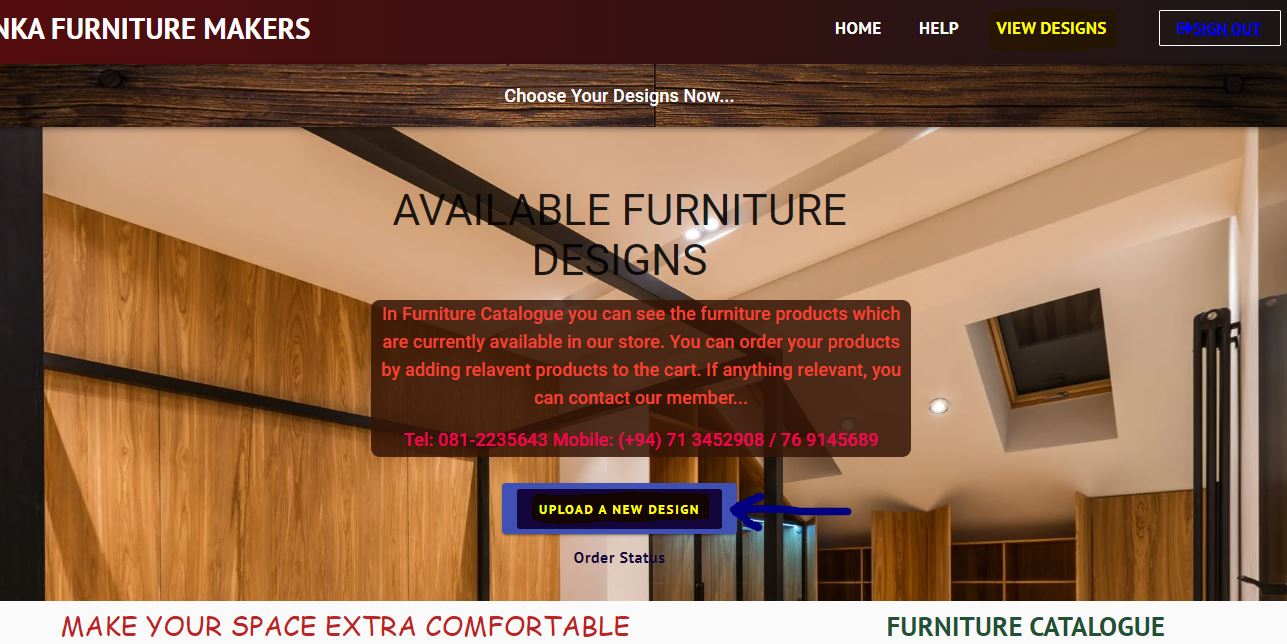 FURNITURE MAKERS
HOME HELP VIEW DESIGNS SIGN OUT
Choose Your Designs Now...
AVAILABLE FURNITURE
DESIGNS
In Furniture Catalogue you can see the furniture products which
are currently available in our store. You can order your products
by adding relavent products to the cart. If anything relevant, you
can contact our member...
Tel: 081-2235643 Mobile: (+94) 71 3452908 / 76 9145689
UPLOAD A NEW DESIGN
Order Status
MAKE YOUR SPACE EXTRA COMFORTABLE
FURNITURE CATALOGUE